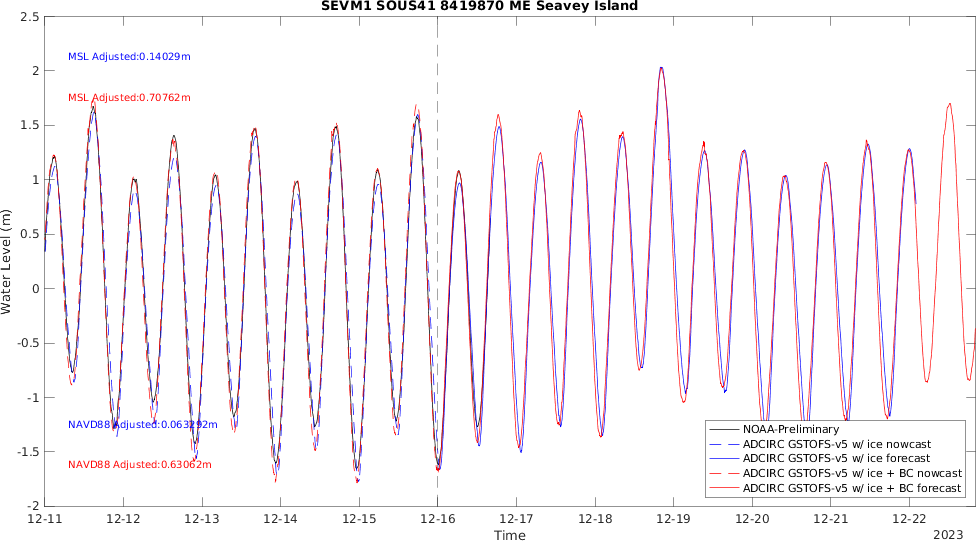 SEVM1 SOUS41 8419870 ME Seavey Island
2.5
2
1.5
1
0.5
0
-0.5
-1
-1.5
-2
Water Level (m)
MSL Adjusted:0.14029m
MSL Adjusted:0.70762m
NAVD88 Adjusted:0.063292m
NAVD88 Adjusted:0.63062m
NOAA-Preliminary
ADCIRC GSTOFS-v5 w/ ice nowcast
ADCIRC GSTOFS-v5 w/ ice forecast
ADCIRC GSTOFS-v5 w/ ice + BC nowcast
ADCIRC GSTOFS-v5 w/ ice + BC forecast
12-11 12-12 12-13 12-14 12-15 12-16 12-17 12-18 12-19 12-20 12-21 12-22
Time
2023